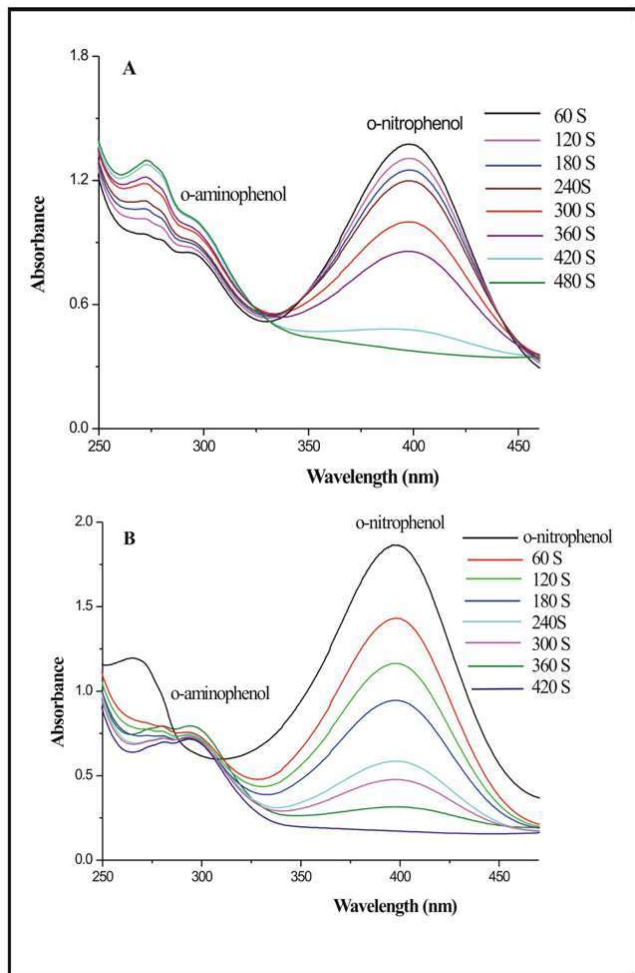 A
1.8
1.2
0.6
0.0
Absorbance
o-aminophenol
o-nitrophenol
60 S
120 S
180 S
240S
300 S
360 S
420 S
480 S
250
300
350
400
450
Wavelength (nm)
B
2.0
1.5
1.0
0.5
0.0
Absorbance
o-aminophenol
o-nitrophenol
o-nitrophenol
60 S
120 S
180 S
240S
300 S
360 S
420 S
250
300
350
400
450
Wavelength (nm)